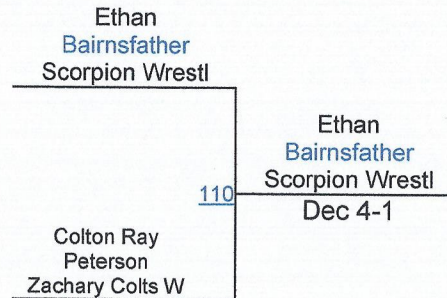 Ethan
Bairnsfather
Scorpion Wrestl
Ethan
Bairnsfather
Scorpion Wrestl
110
Dec 4-1
Colton Ray
Peterson
Zachary Colts W